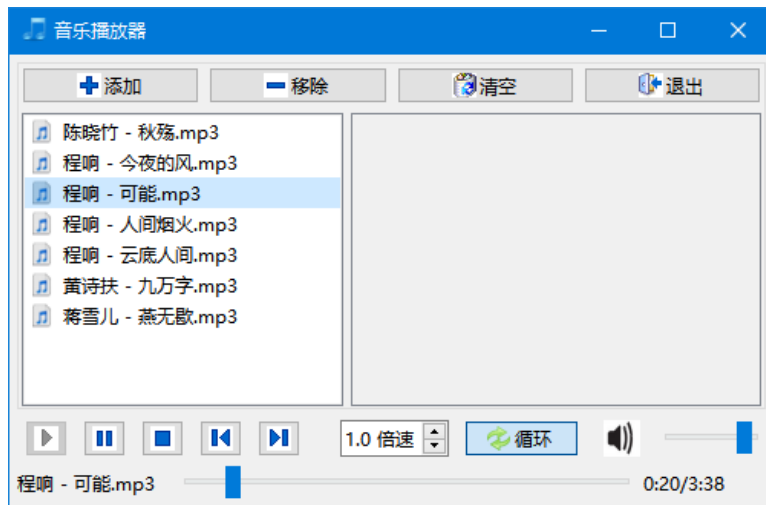 音乐播放器
添加 移除 清空 退出
陈晓竹 - 秋殇.mp3
程响 - 今夜的风.mp3
程响 - 可能.mp3
程响 - 人间烟火.mp3
程响 - 云底人间.mp3
黄诗扶 - 九万字.mp3
蒋雪儿 - 燕无歇.mp3
1.0 倍速 循环
程响 - 可能.mp3 0:20/3:38